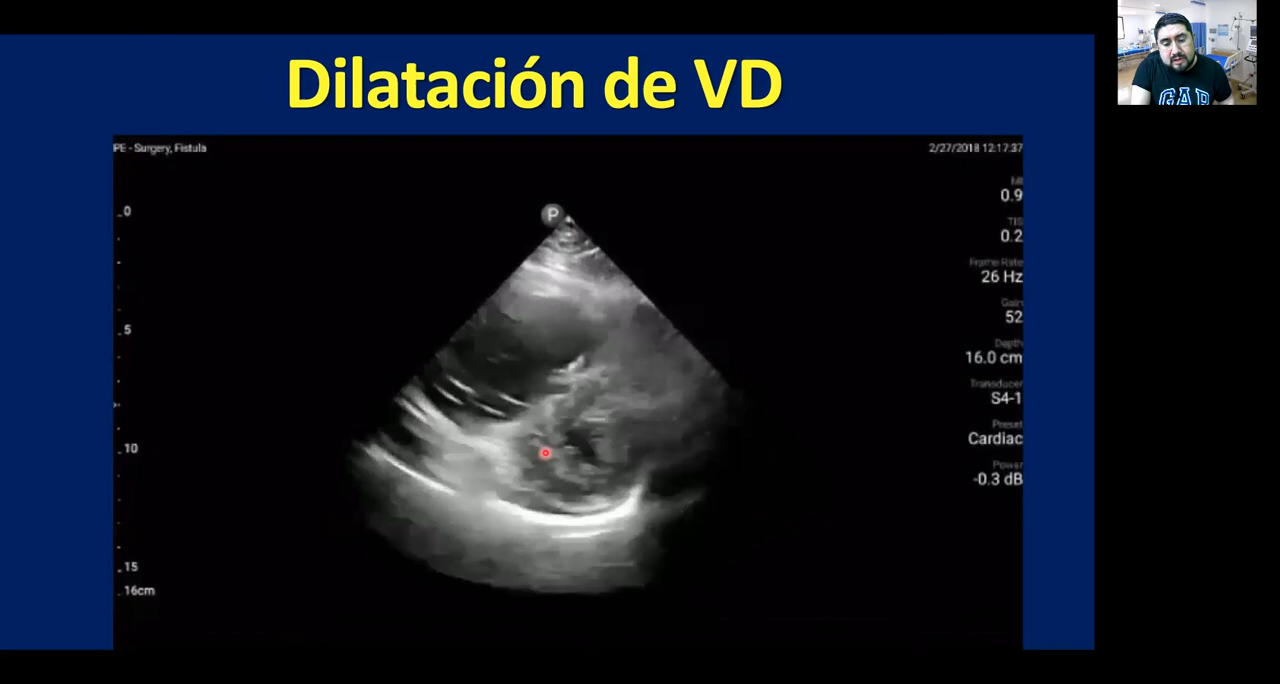 Dilatación de VD
GAP
PE - Surgery, Fistula
2/27/2018 12:17:37
P
MI
0.9
TIS
0.2
Frame Rate
26 Hz
Gain
52
Depth
16.0 cm
Transducer
S4-1
Preset
Cardiac
Power
-0.3 dB
0
5
10
15
16cm